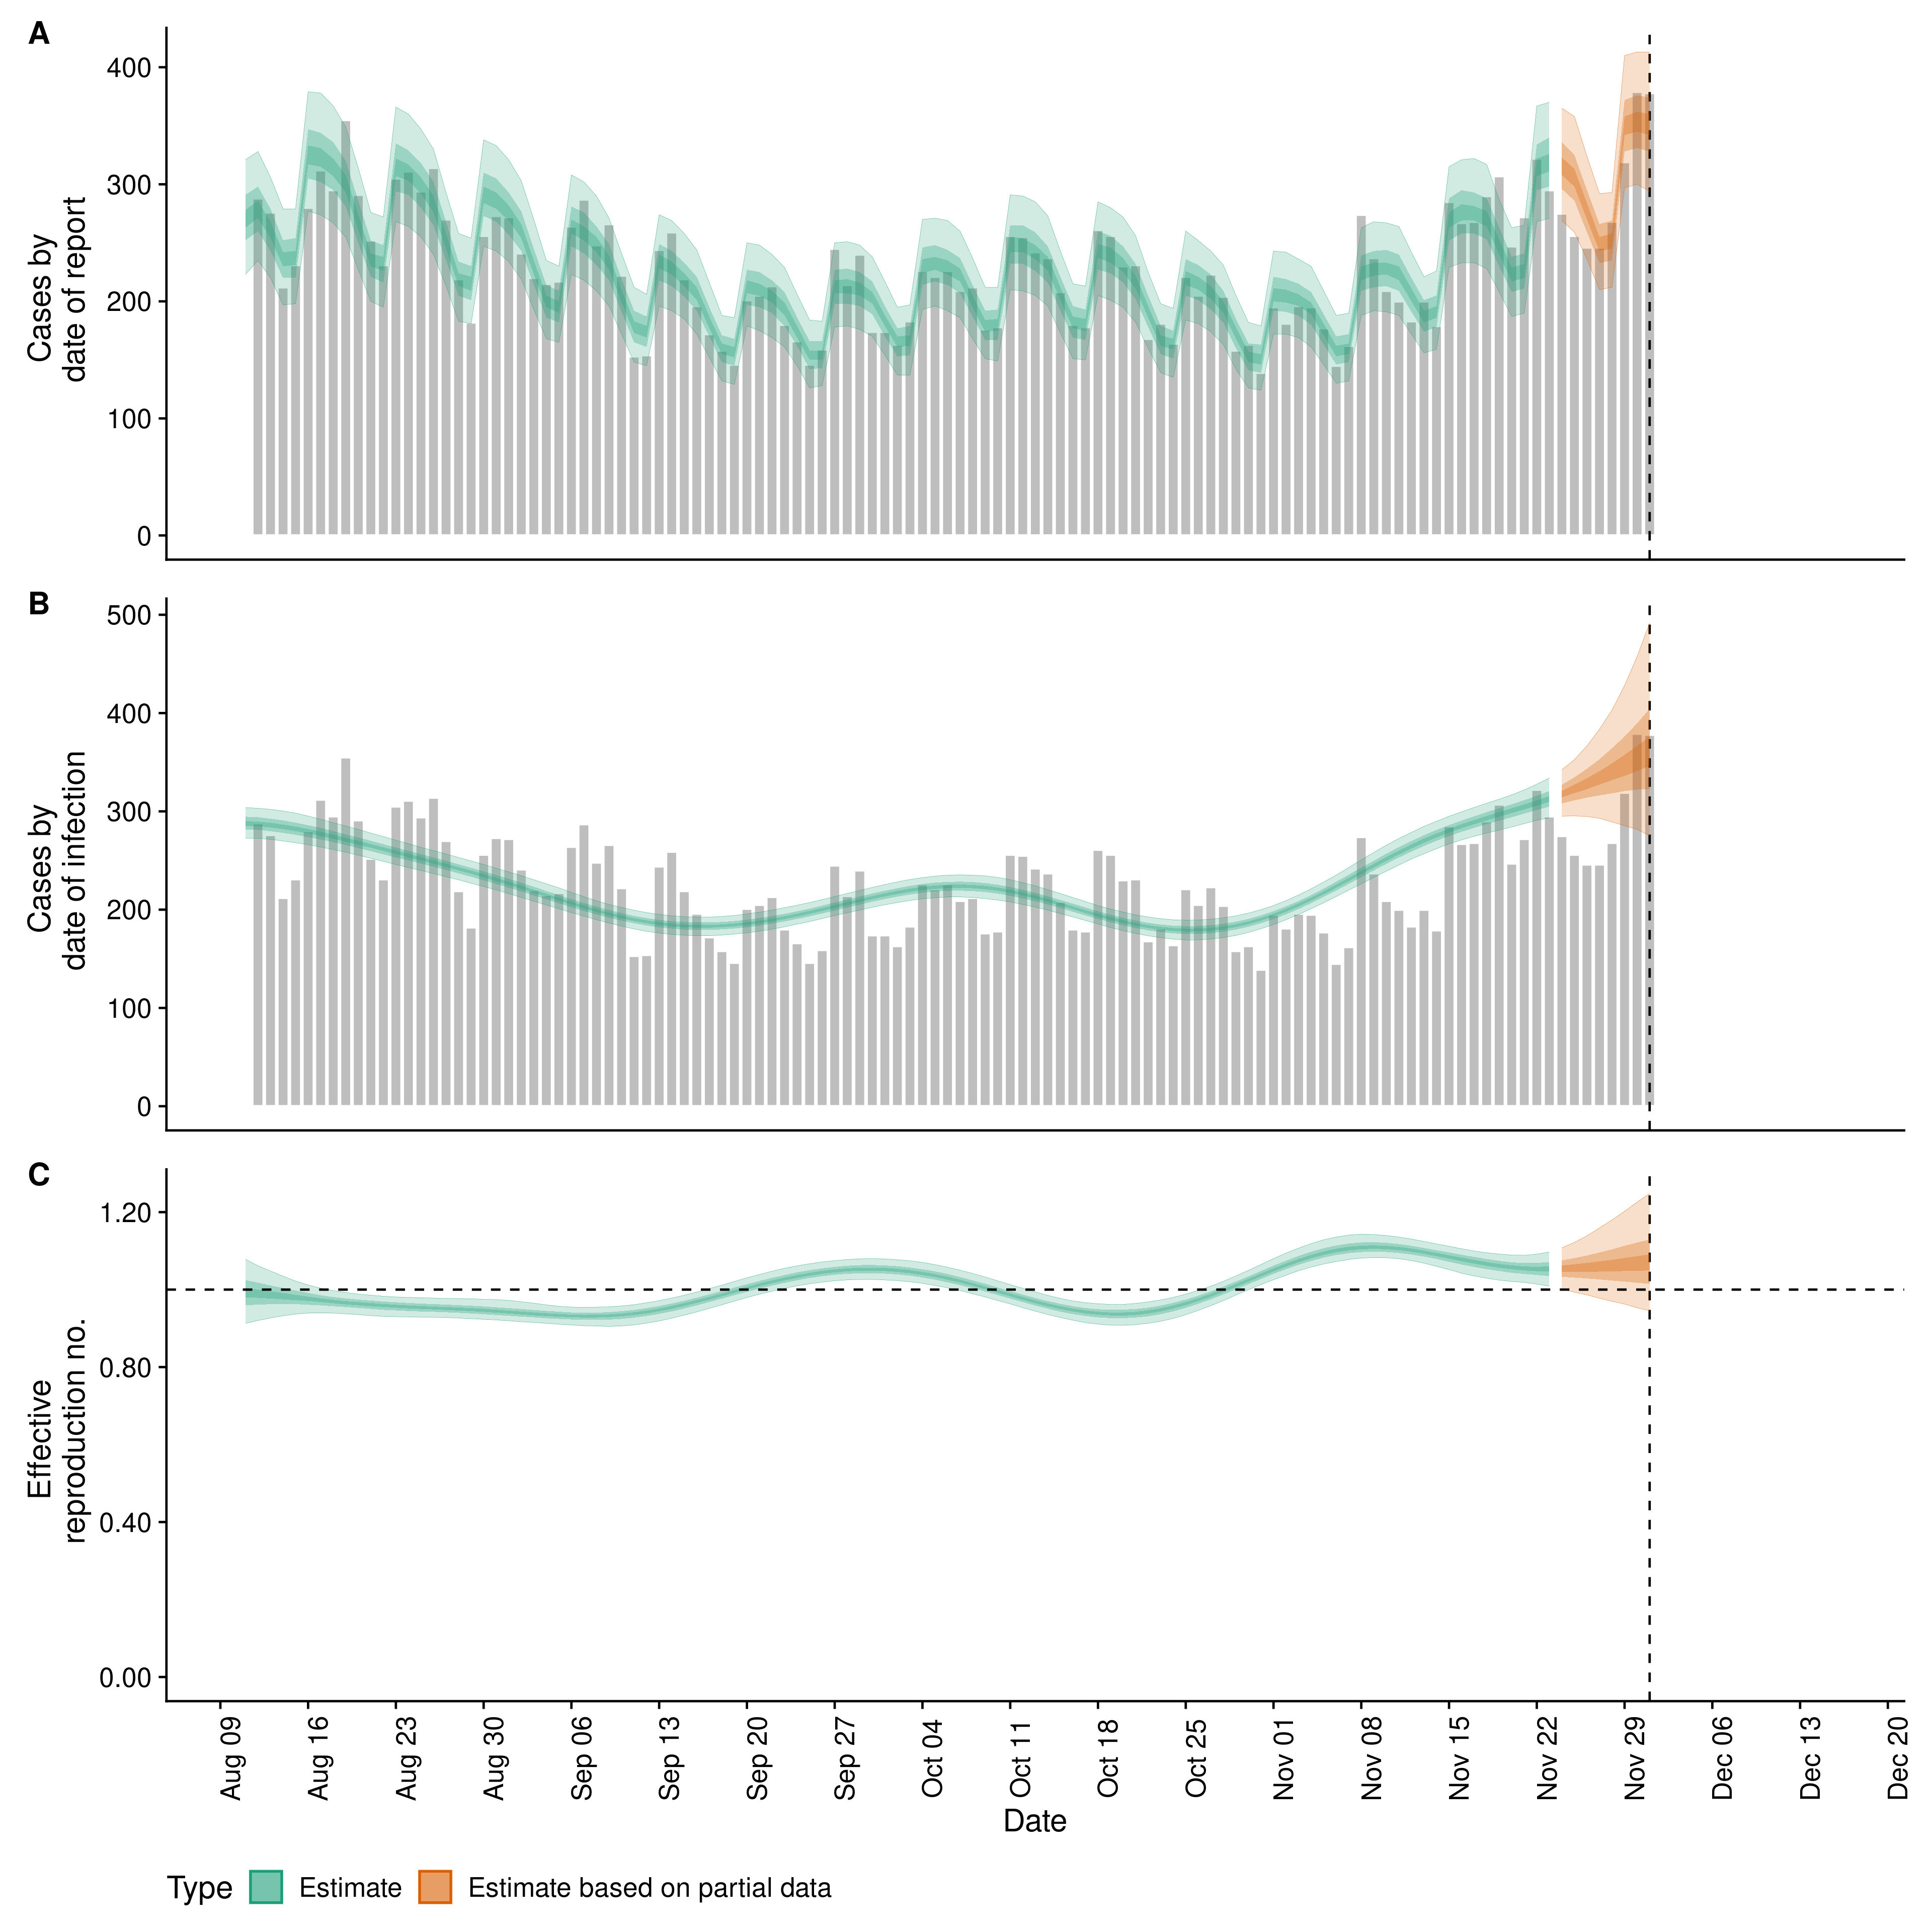 A
Cases by
date of report
400
300
200
100
0
B
Cases by
date of infection
500
400
300
200
100
0
C
Effective
reproduction no.
1.20
0.80
0.40
0.00
Aug 09
Aug 16
Aug 23
Aug 30
Sep 06
Sep 13
Sep 20
Sep 27
Oct 04
Oct 11
Oct 18
Oct 25
Nov 01
Nov 08
Nov 15
Nov 22
Nov 29
Dec 06
Dec 13
Dec 20
Date
Type Estimate Estimate based on partial data